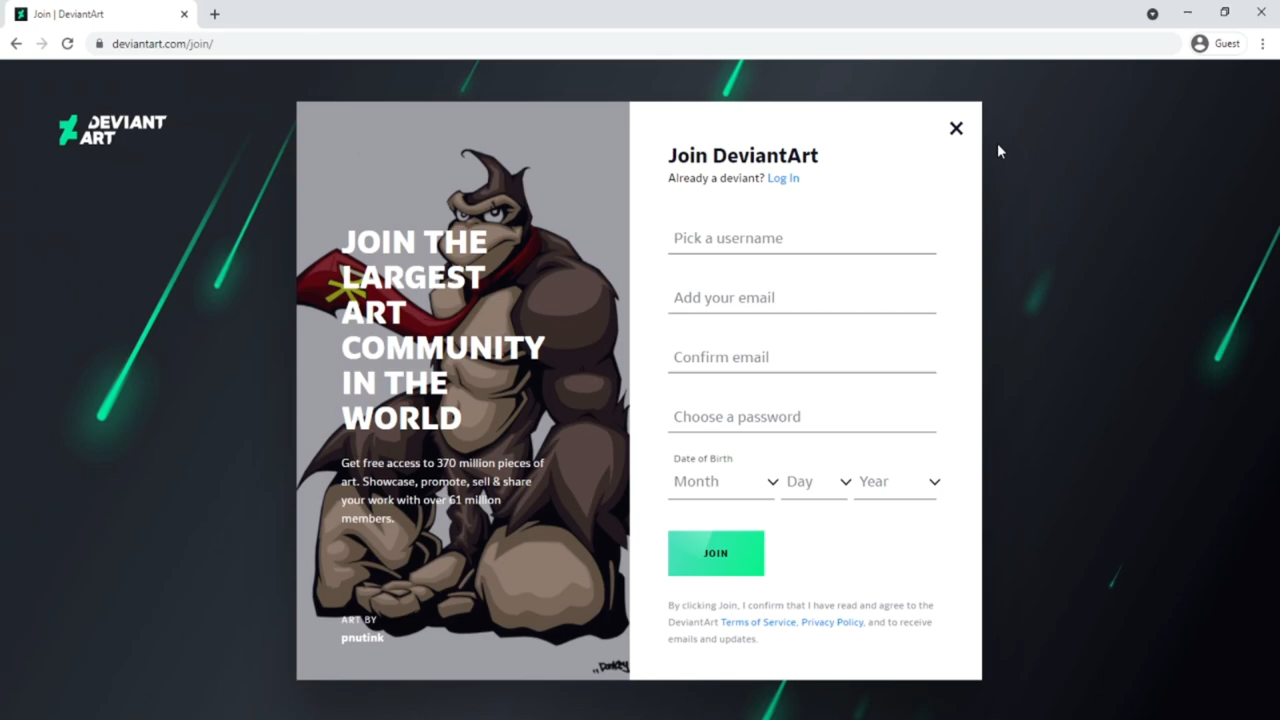 Join | DeviantArt
deviantart.com/join/
Guest
DEVIANT
ART
JOIN THE
LARGEST
ART
COMMUNITY
IN THE
WORLD
Get free access to 370 million pieces of
art. Showcase, promote, sell & share
your work with over 61 million
members.
ART BY
pnutink
Join DeviantArt
Already a deviant? Log In
Pick a username
Add your email
Confirm email
Choose a password
Date of Birth
Month Day Year
JOIN
By clicking Join, I confirm that I have read and agree to the
DeviantArt Terms of Service, Privacy Policy, and to receive
emails and updates.